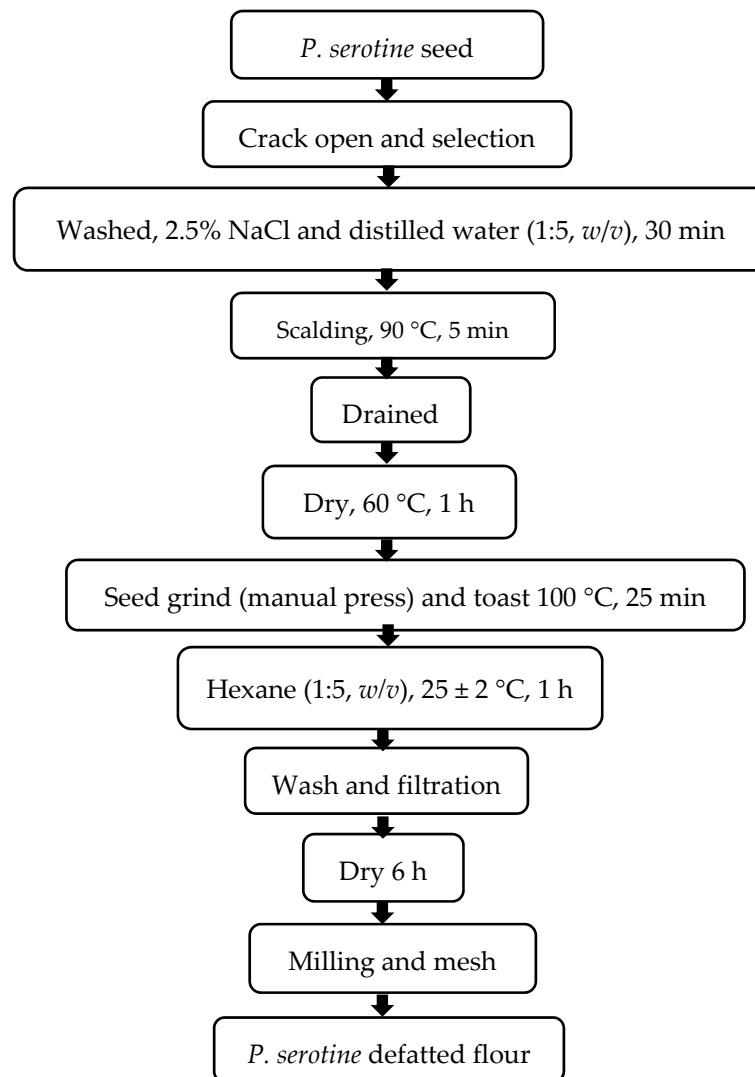 P. serotine seed
Crack open and selection
Washed, 2.5% NaCl and distilled water (1:5, w/v), 30 min
Scalding, 90 °C, 5 min
Drained
Dry, 60 °C, 1 h
Seed grind (manual press) and toast 100 °C, 25 min
Hexane (1:5, w/v), 25 ± 2 °C, 1 h
Wash and filtration
Dry 6 h
Milling and mesh
P. serotine defatted flour